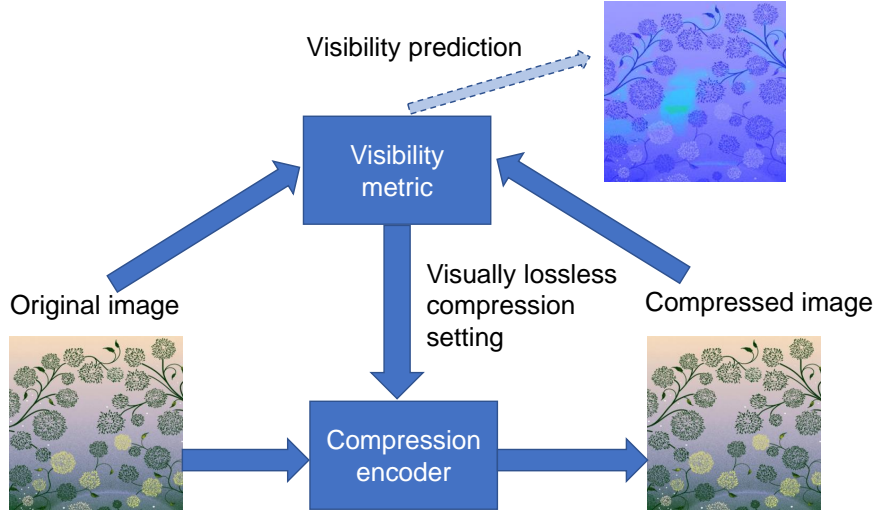 Visibility prediction
Visibility
metric
Visually lossless
compression
setting
Original image
Compressed image
Compression
encoder